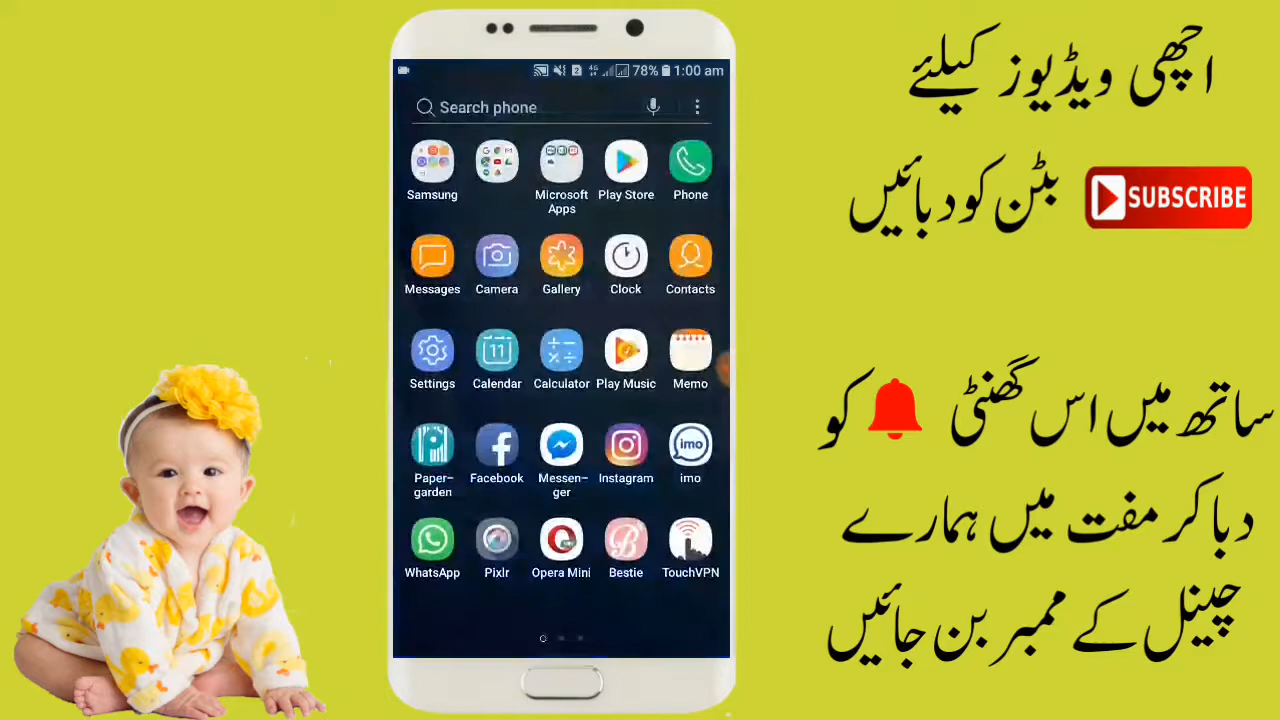 78% 1:00 am
Search phone
Samsung
Microsoft Apps
Play Store
Phone
Messages
Camera
Gallery
Clock
Contacts
Settings
Calendar
11
Calculator
Play Music
Memo
Paper-
garden
Facebook
Messen-
ger
Instagram
imo
imo
WhatsApp
Pixlr
Opera Mini
Bestie
TouchVPN
اچھی ویڈیوز کیلئے
SUBSCRIBE بٹن کو دبائیں
ساتھ میں اس گھنٹی کو
دبا کر مفت میں ہمارے
چینل کے ممبر بن جائیں